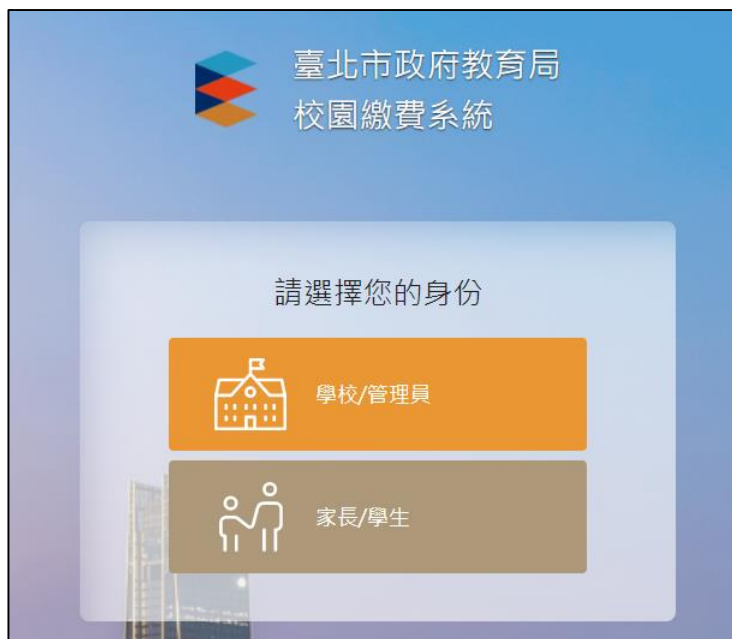 臺北市政府教育局
校園繳費系統
請選擇您的身份
學校/管理員
家長/學生